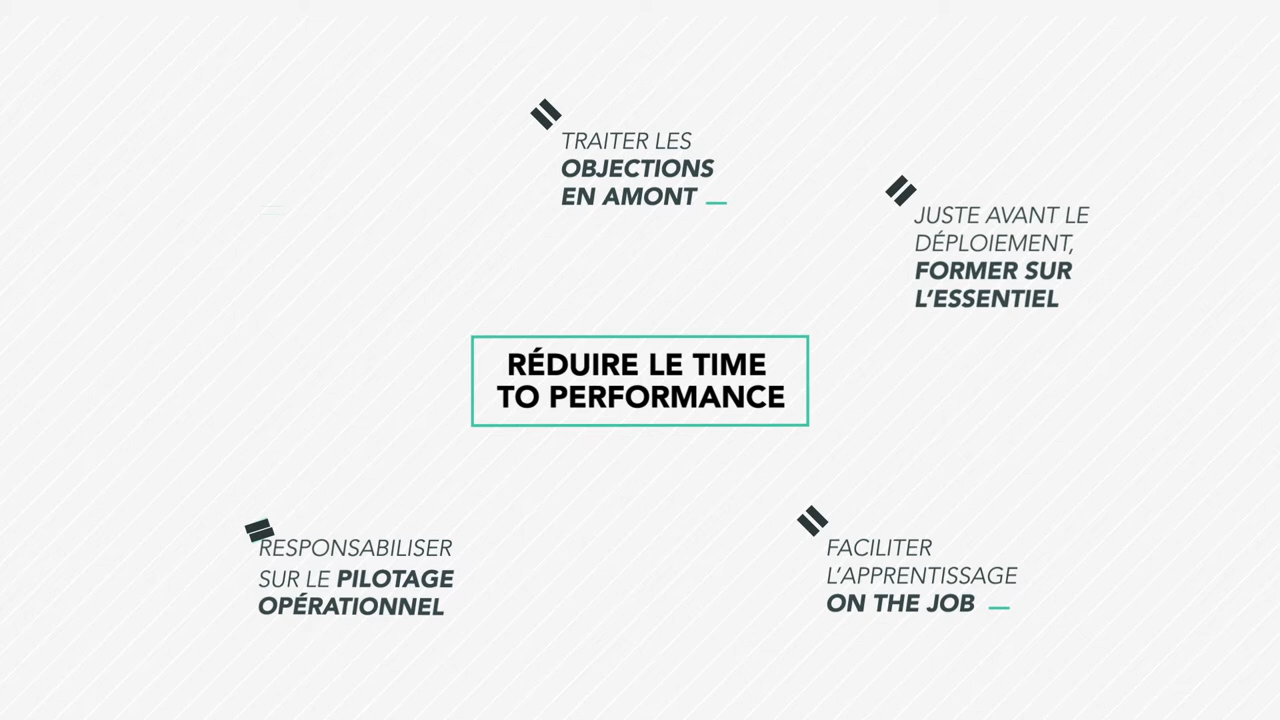 TRAITER LES
OBJECTIONS
EN AMONT
JUSTE AVANT LE
DÉPLOIEMENT,
FORMER SUR
L'ESSENTIEL
RÉDUIRE LE TIME
TO PERFORMANCE
RESPONSABILISER
SUR LE PILOTAGE
OPÉRATIONNEL
FACILITER
L'APPRENTISSAGE
ON THE JOB